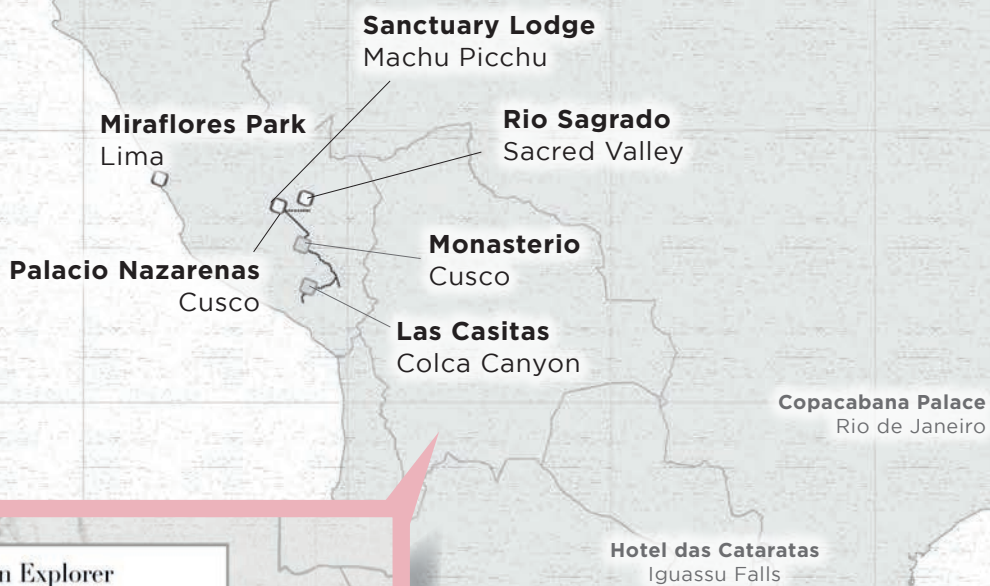 Sanctuary Lodge
Machu Picchu
Miraflores Park
Lima
Rio Sagrado
Sacred Valley
Monasterio
Cusco
Palacio Nazarenas
Cusco
Las Casitas
Colca Canyon
Copacabana Palace
Rio de Janeiro
Hotel das Cataratas
Iguassu Falls
Explorer